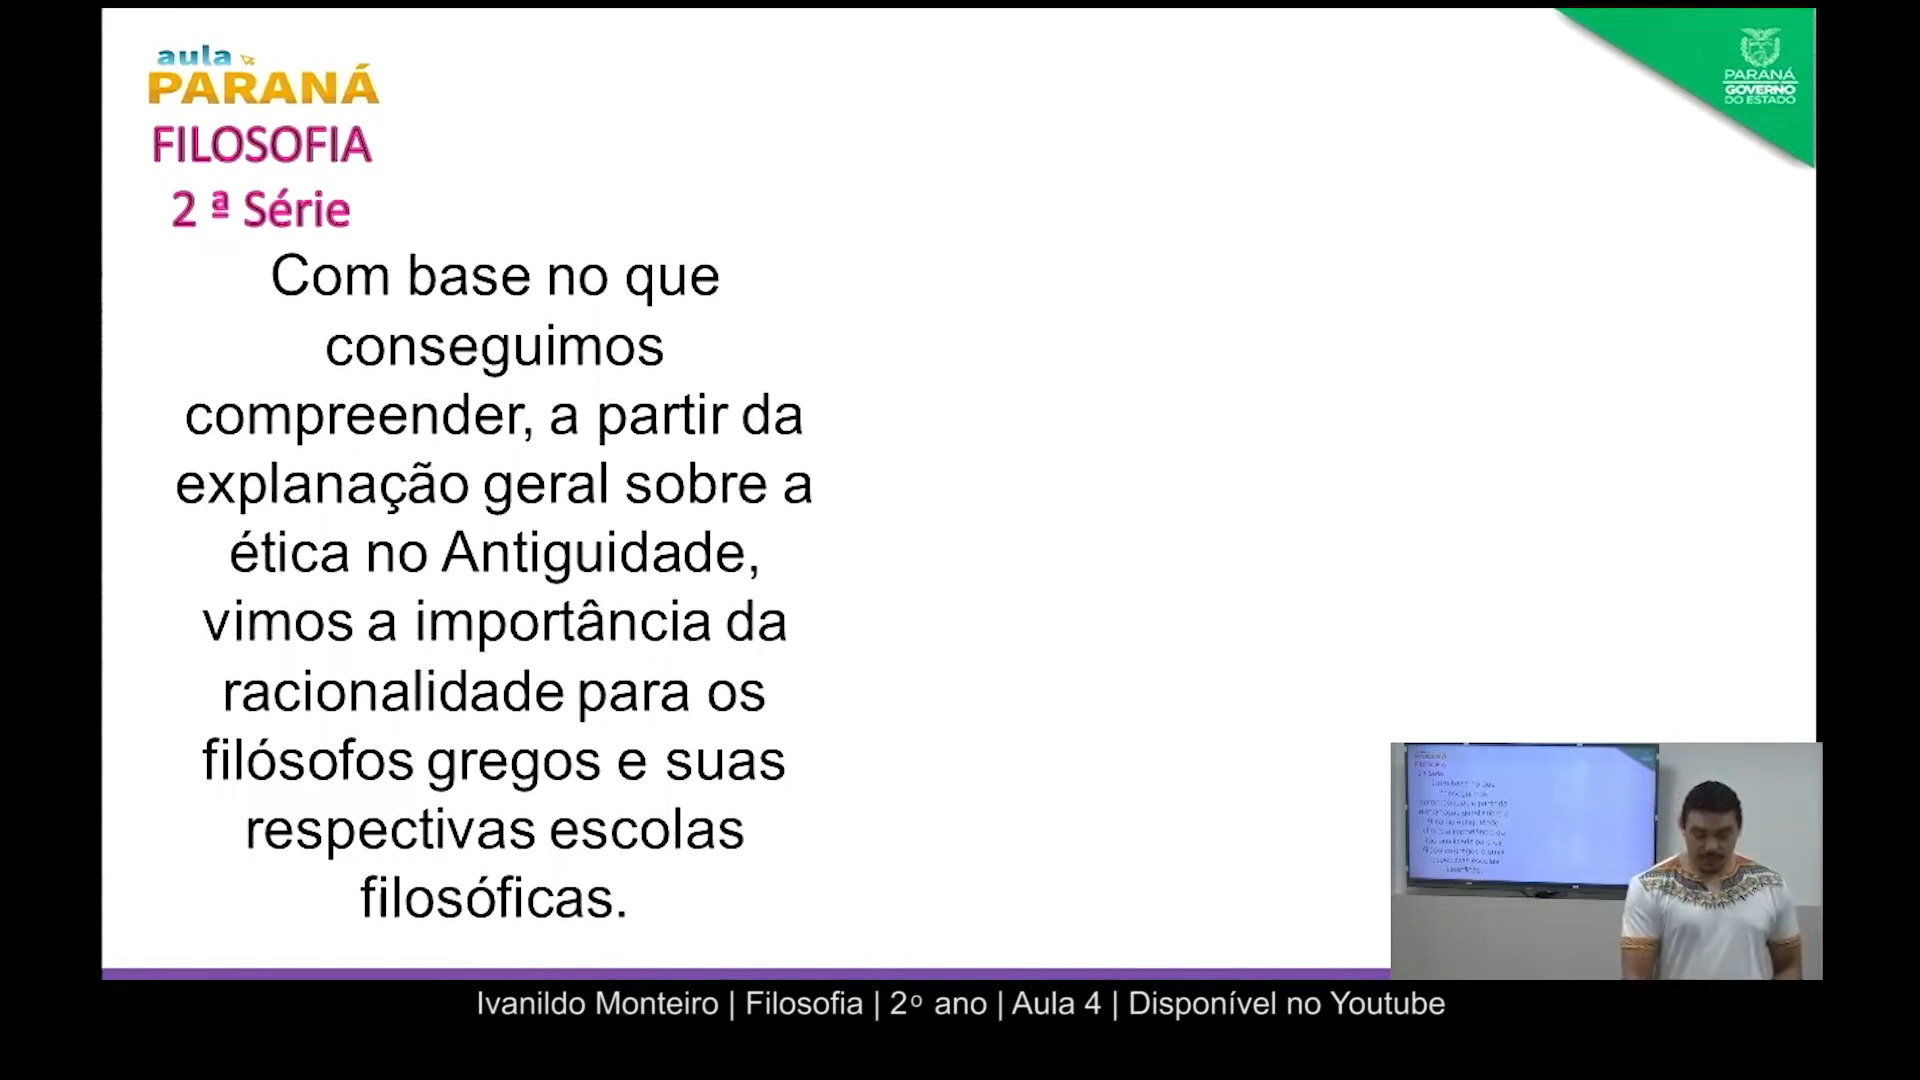 aula
PARANÁ
FILOSOFIA
2 ª Série
PARANÁ
GOVERNO
DO ESTADO
Com base no que
conseguimos
compreender, a partir da
explanação geral sobre a
ética no Antiguidade,
vimos a importância da
racionalidade para os
filósofos gregos e suas
respectivas escolas
filosóficas.
Ivanildo Monteiro | Filosofia | 2º ano | Aula 4 | Disponível no Youtube